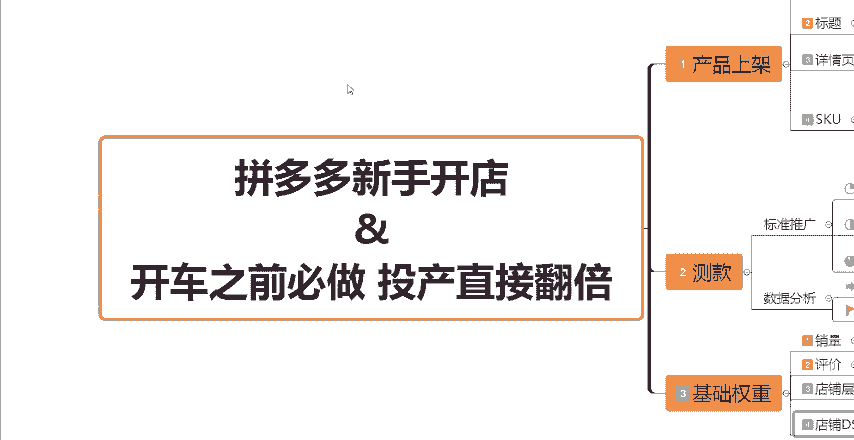 2 标题
1 产品上架
3 详情页
4 SKU
拼多多新手开店
&
开车之前必做 投产直接翻倍
标准推广
2 测款
数据分析
1 销量
2 评价
3 基础权重
3 店铺层
4 店铺DS